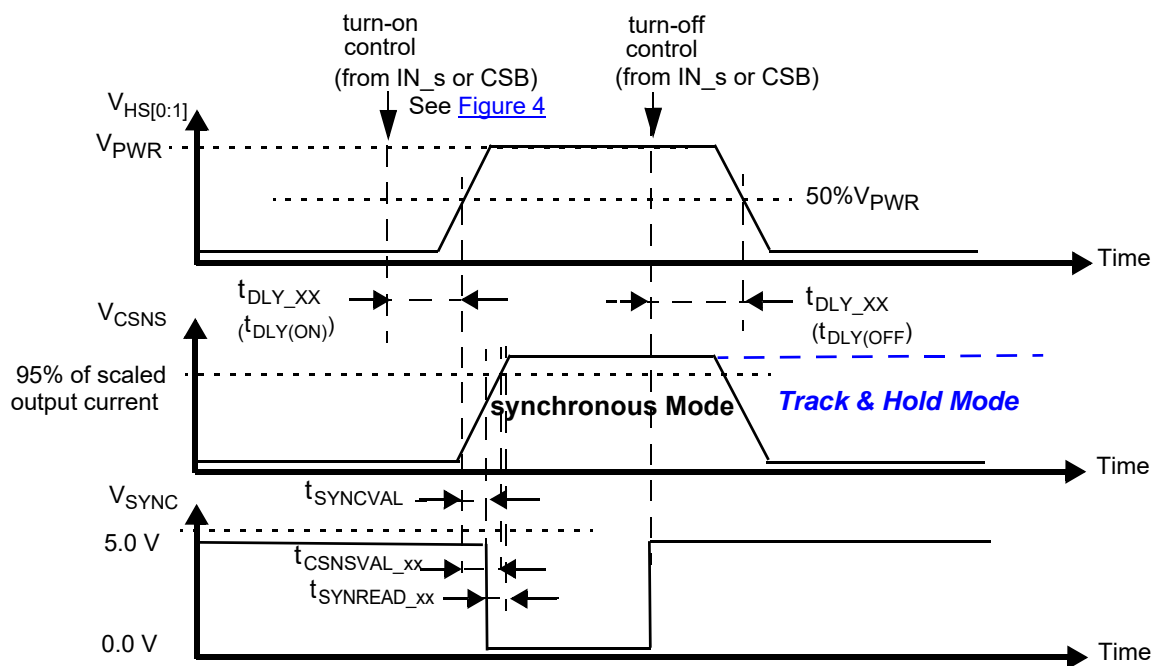 turn-on
control
(from IN_s or CSB)
See Figure 4
turn-off
control
(from IN_s or CSB)
VHS[0:1]
VPWR
50%VPWR
Time
tDLY_XX
(tDLY(ON))
tDLY_XX
(tDLY(OFF)
VCSNS
95% of scaled
output current
synchronous Mode
Track & Hold Mode
Time
VSYNC
tSYNCVAL
5.0 V
tCSNSVAL_xx
tSYNREAD_xx
0.0 V
Time